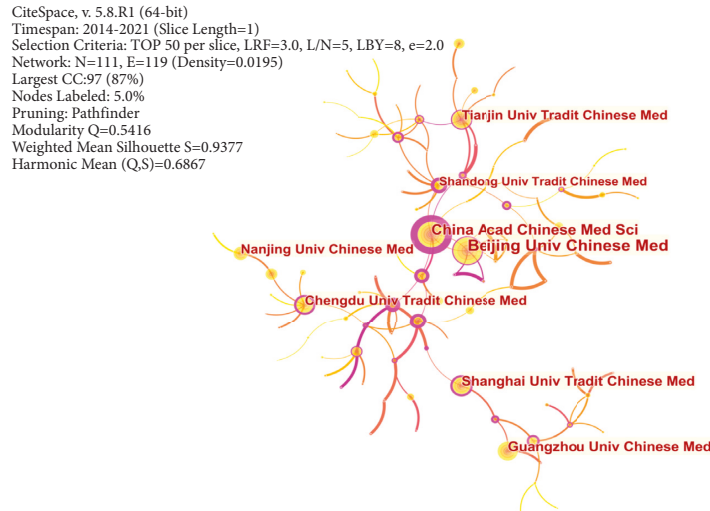 CiteSpace, v. 5.8.R1 (64-bit)
Timespan: 2014-2021 (Slice Length=1)
Selection Criteria: TOP 50 per slice, LRF=3.0, L/N=5, LBY=8, e=2.0
Network: N=111, E=119 (Density=0.0195)
Largest CC:97 (87%)
Nodes Labeled: 5.0%
Pruning: Pathfinder
Modularity Q=0.5416
Weighted Mean Silhouette S=0.9377
Harmonic Mean (Q,S)=0.6867
Tianjin Univ Tradit Chinese Med
Shandong Univ Tradit Chinese Med
China Acad Chinese Med Sci
Beijing Univ Chinese Med
Nanjing Univ Chinese Med
Chengdu Univ Tradit Chinese Med
Shanghai Univ Tradit Chinese Med
Guangzhou Univ Chinese Med